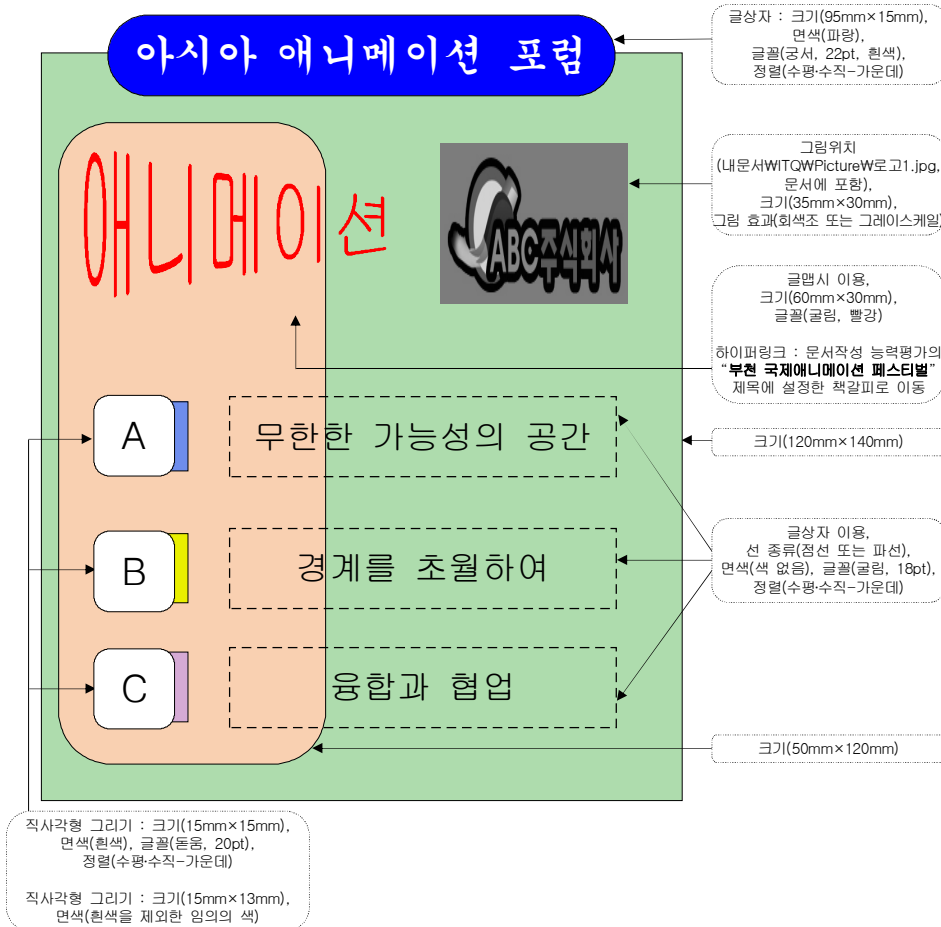 아시아 애니메이션 포럼
글상자 : 크기(95mm×15mm),
면색(파랑),
글꼴(궁서, 22pt, 흰색),
정렬(수평·수직-가운데)
애니메이션
ABC주식회사
그림위치
(내문서₩ITQ₩Picture₩로고1.jpg,
문서에 포함),
크기(35mm×30mm),
그림 효과(회색조 또는 그레이스케일)
글맵시 이용,
크기(60mm×30mm),
글꼴(굴림, 빨강)
하이퍼링크 : 문서작성 능력평가의
“부천 국제애니메이션 페스티벌”
제목에 설정한 책갈피로 이동
A
무한한 가능성의 공간
크기(120mm×140mm)
B
경계를 초월하여
글상자 이용,
선 종류(점선 또는 파선),
면색(색 없음), 글꼴(굴림, 18pt),
정렬(수평·수직-가운데)
C
융합과 협업
크기(50mm×120mm)
직사각형 그리기 : 크기(15mm×15mm),
면색(흰색), 글꼴(돋움, 20pt),
정렬(수평·수직-가운데)
직사각형 그리기 : 크기(15mm×13mm),
면색(흰색을 제외한 임의의 색)